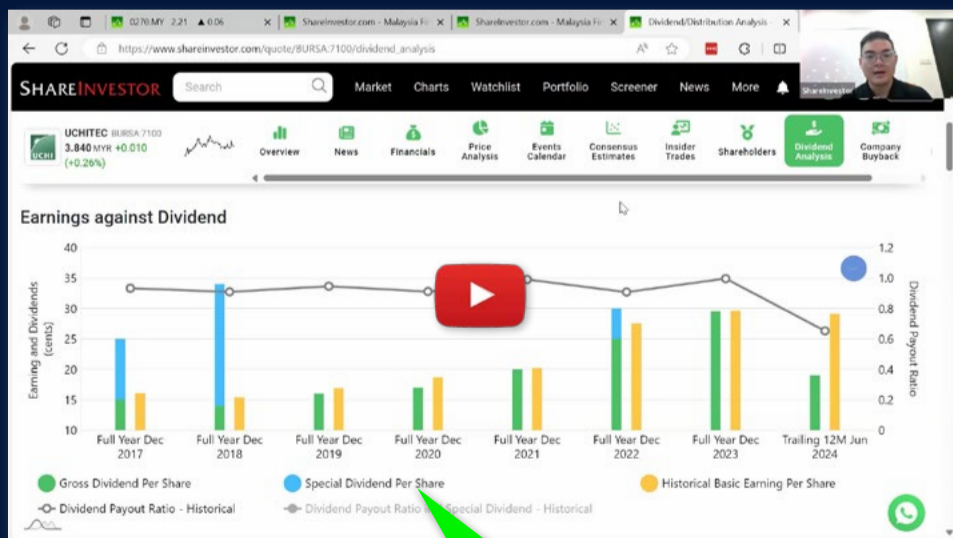 0270.MY 2.21 ▲ 0.06
ShareInvestor.com - Malaysia Fi
ShareInvestor.com - Malaysia Fi
Dividend/Distribution Analysis -
https://www.shareinvestor.com/quote/BURSA:7100/dividend_analysis
SHAREINVESTOR
Search
Market Charts Watchlist Portfolio Screener News More
ShareInvestor
UCHI
UCHITEC BURSA 7100
3.840 MYR +0.010
(+0.26%)
Overview
News
Financials
Price Analysis
Events Calendar
Consensus Estimates
Insider Trades
Shareholders
Dividend Analysis
Company Buyback
Earnings against Dividend
Earning and Dividends (cents)
40
35
30
25
20
15
10
1.2
1.0
0.8
0.6
0.4
0.2
0
Dividend Payout Ratio
Full Year Dec 2017
Full Year Dec 2018
Full Year Dec 2019
Full Year Dec 2020
Full Year Dec 2021
Full Year Dec 2022
Full Year Dec 2023
Trailing 12M Jun 2024
Gross Dividend Per Share
Special Dividend Per Share
Historical Basic Earning Per Share
Dividend Payout Ratio - Historical
Dividend Payout Ratio Special Dividend - Historical